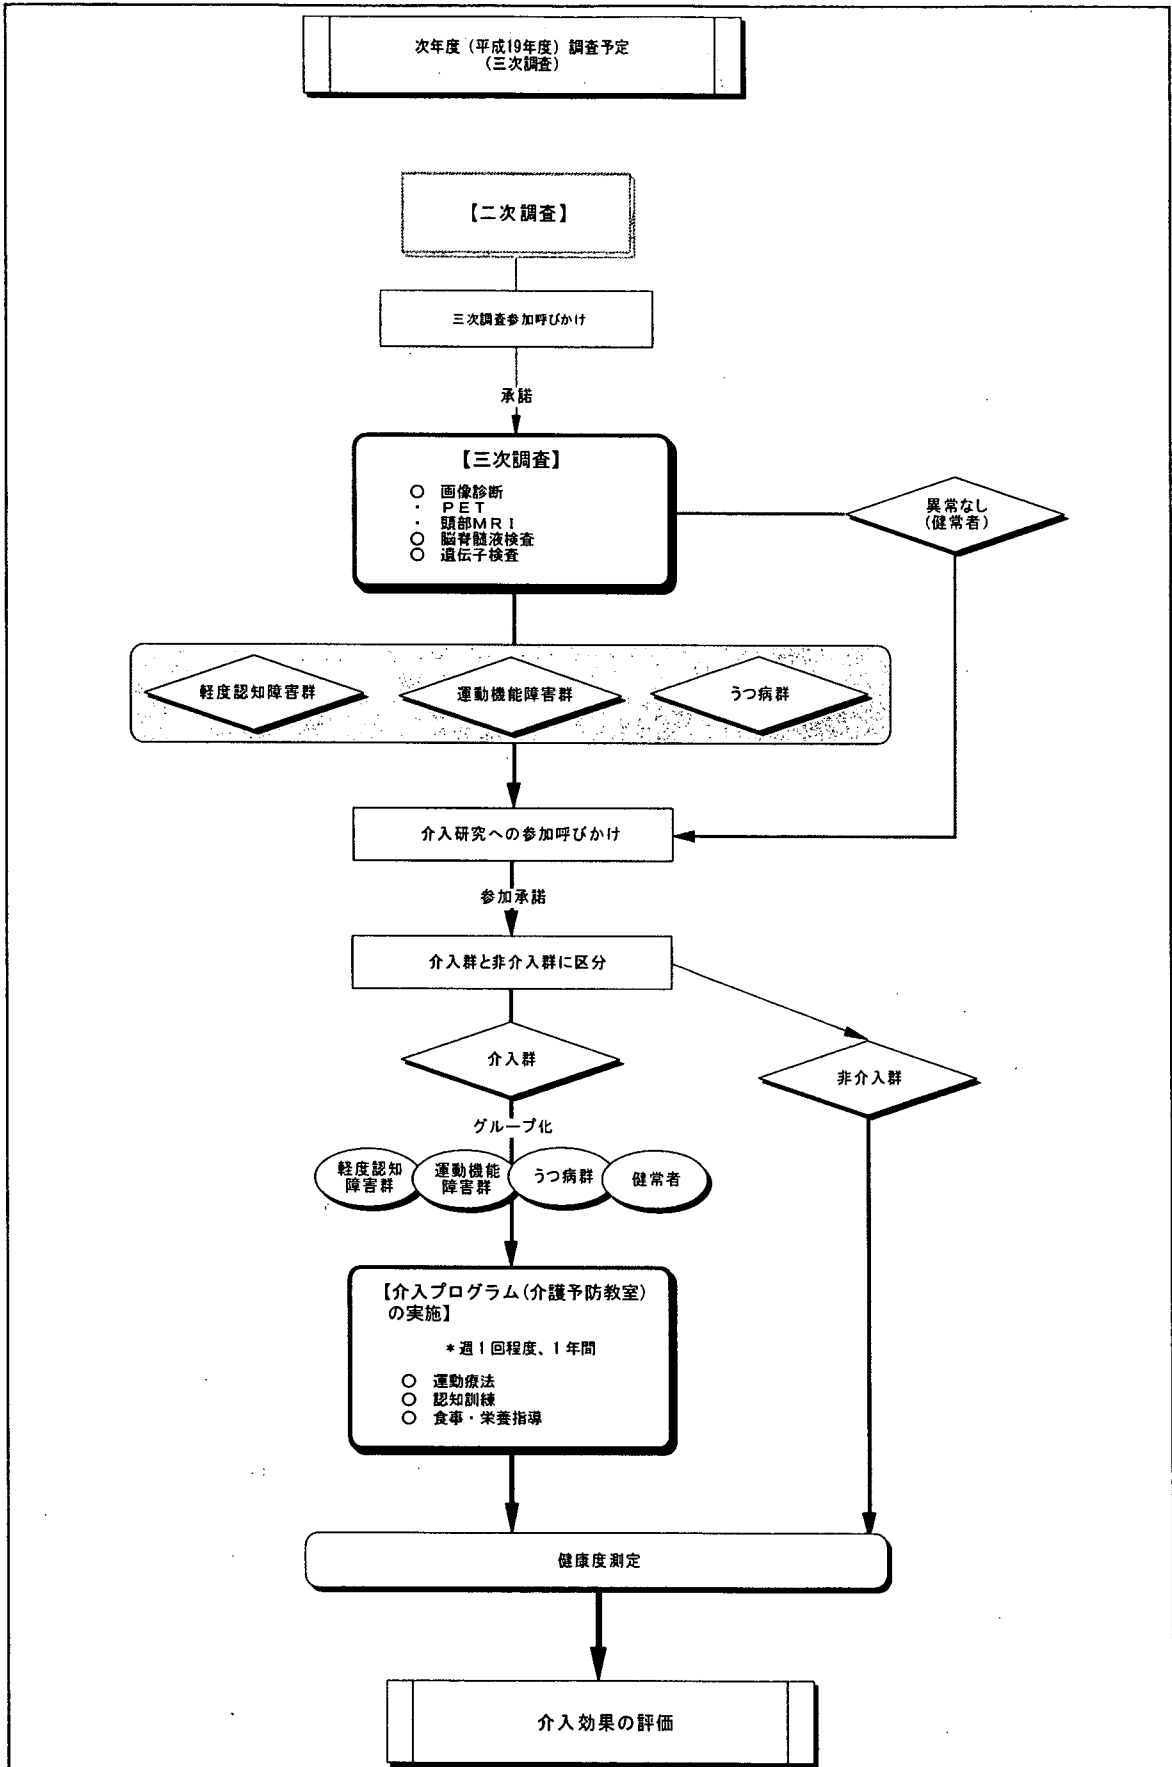 次年度（平成19年度）調査予定
（三次調査）
【二次調査】
三次調査参加呼びかけ
承諾
【三次調査】
○ 画像診断
・ ＰＥＴ
・ 頭部ＭＲＩ
○ 脳脊髄液検査
○ 遺伝子検査
異常なし
（健常者）
軽度認知障害群
運動機能障害群
うつ病群
介入研究への参加呼びかけ
参加承諾
介入群と非介入群に区分
介入群
非介入群
グループ化
軽度認知
障害群
運動機能
障害群
うつ病群
健常者
【介入プログラム（介護予防教室）
の実施】
＊週１回程度、１年間
○ 運動療法
○ 認知訓練
○ 食事・栄養指導
健康度測定
介入効果の評価